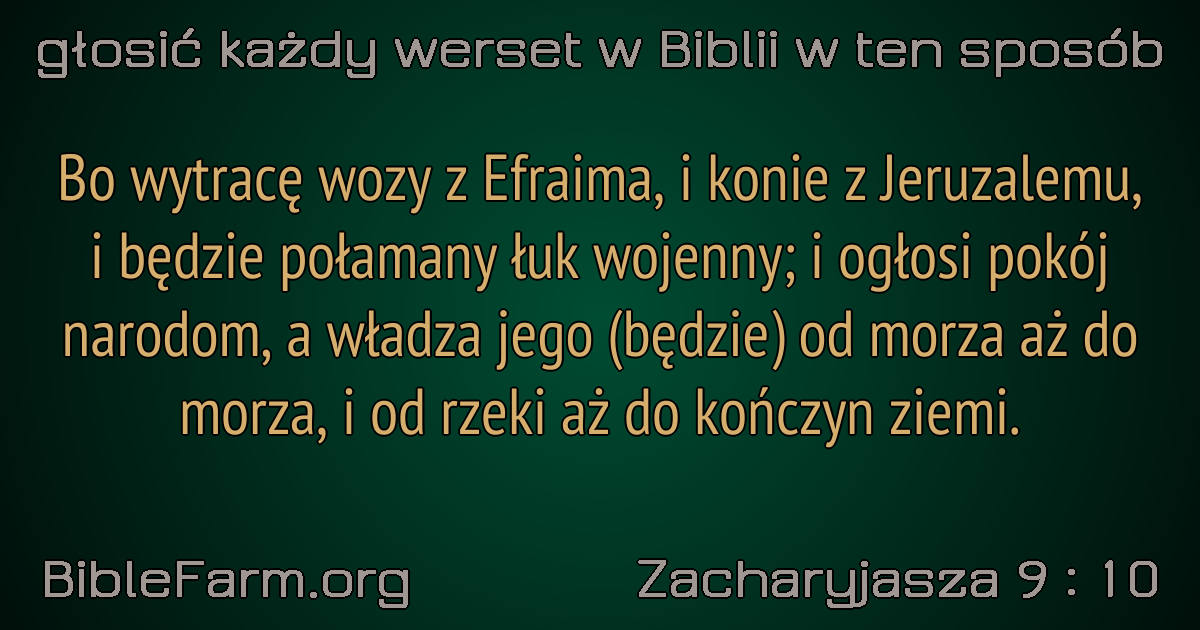 głosić każdy werset w Biblii w ten sposób
Bo wytracę wozy z Efraima, i konie z Jeruzalemu,
i będzie połamany łuk wojenny; i ogłosi pokój
narodom, a władza jego (będzie) od morza aż do
morza, i od rzeki aż do kończyn ziemi.
BibleFarm.org
Zacharyjasza 9 : 10